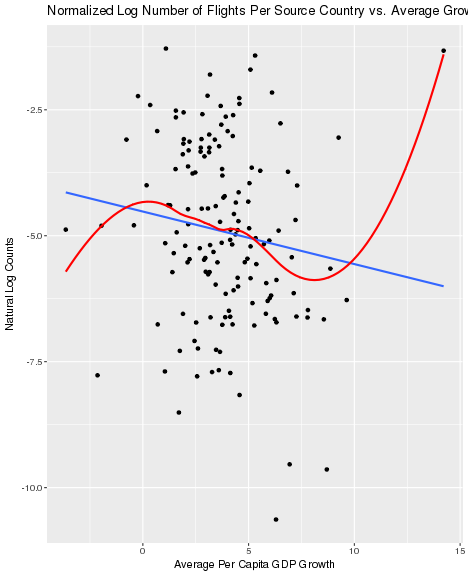 Normalized Log Number of Flights Per Source Country vs. Average Grow
-2.5
-5.0
-7.5
-10.0
Natural Log Counts
0
5
10
15
Average Per Capita GDP Growth